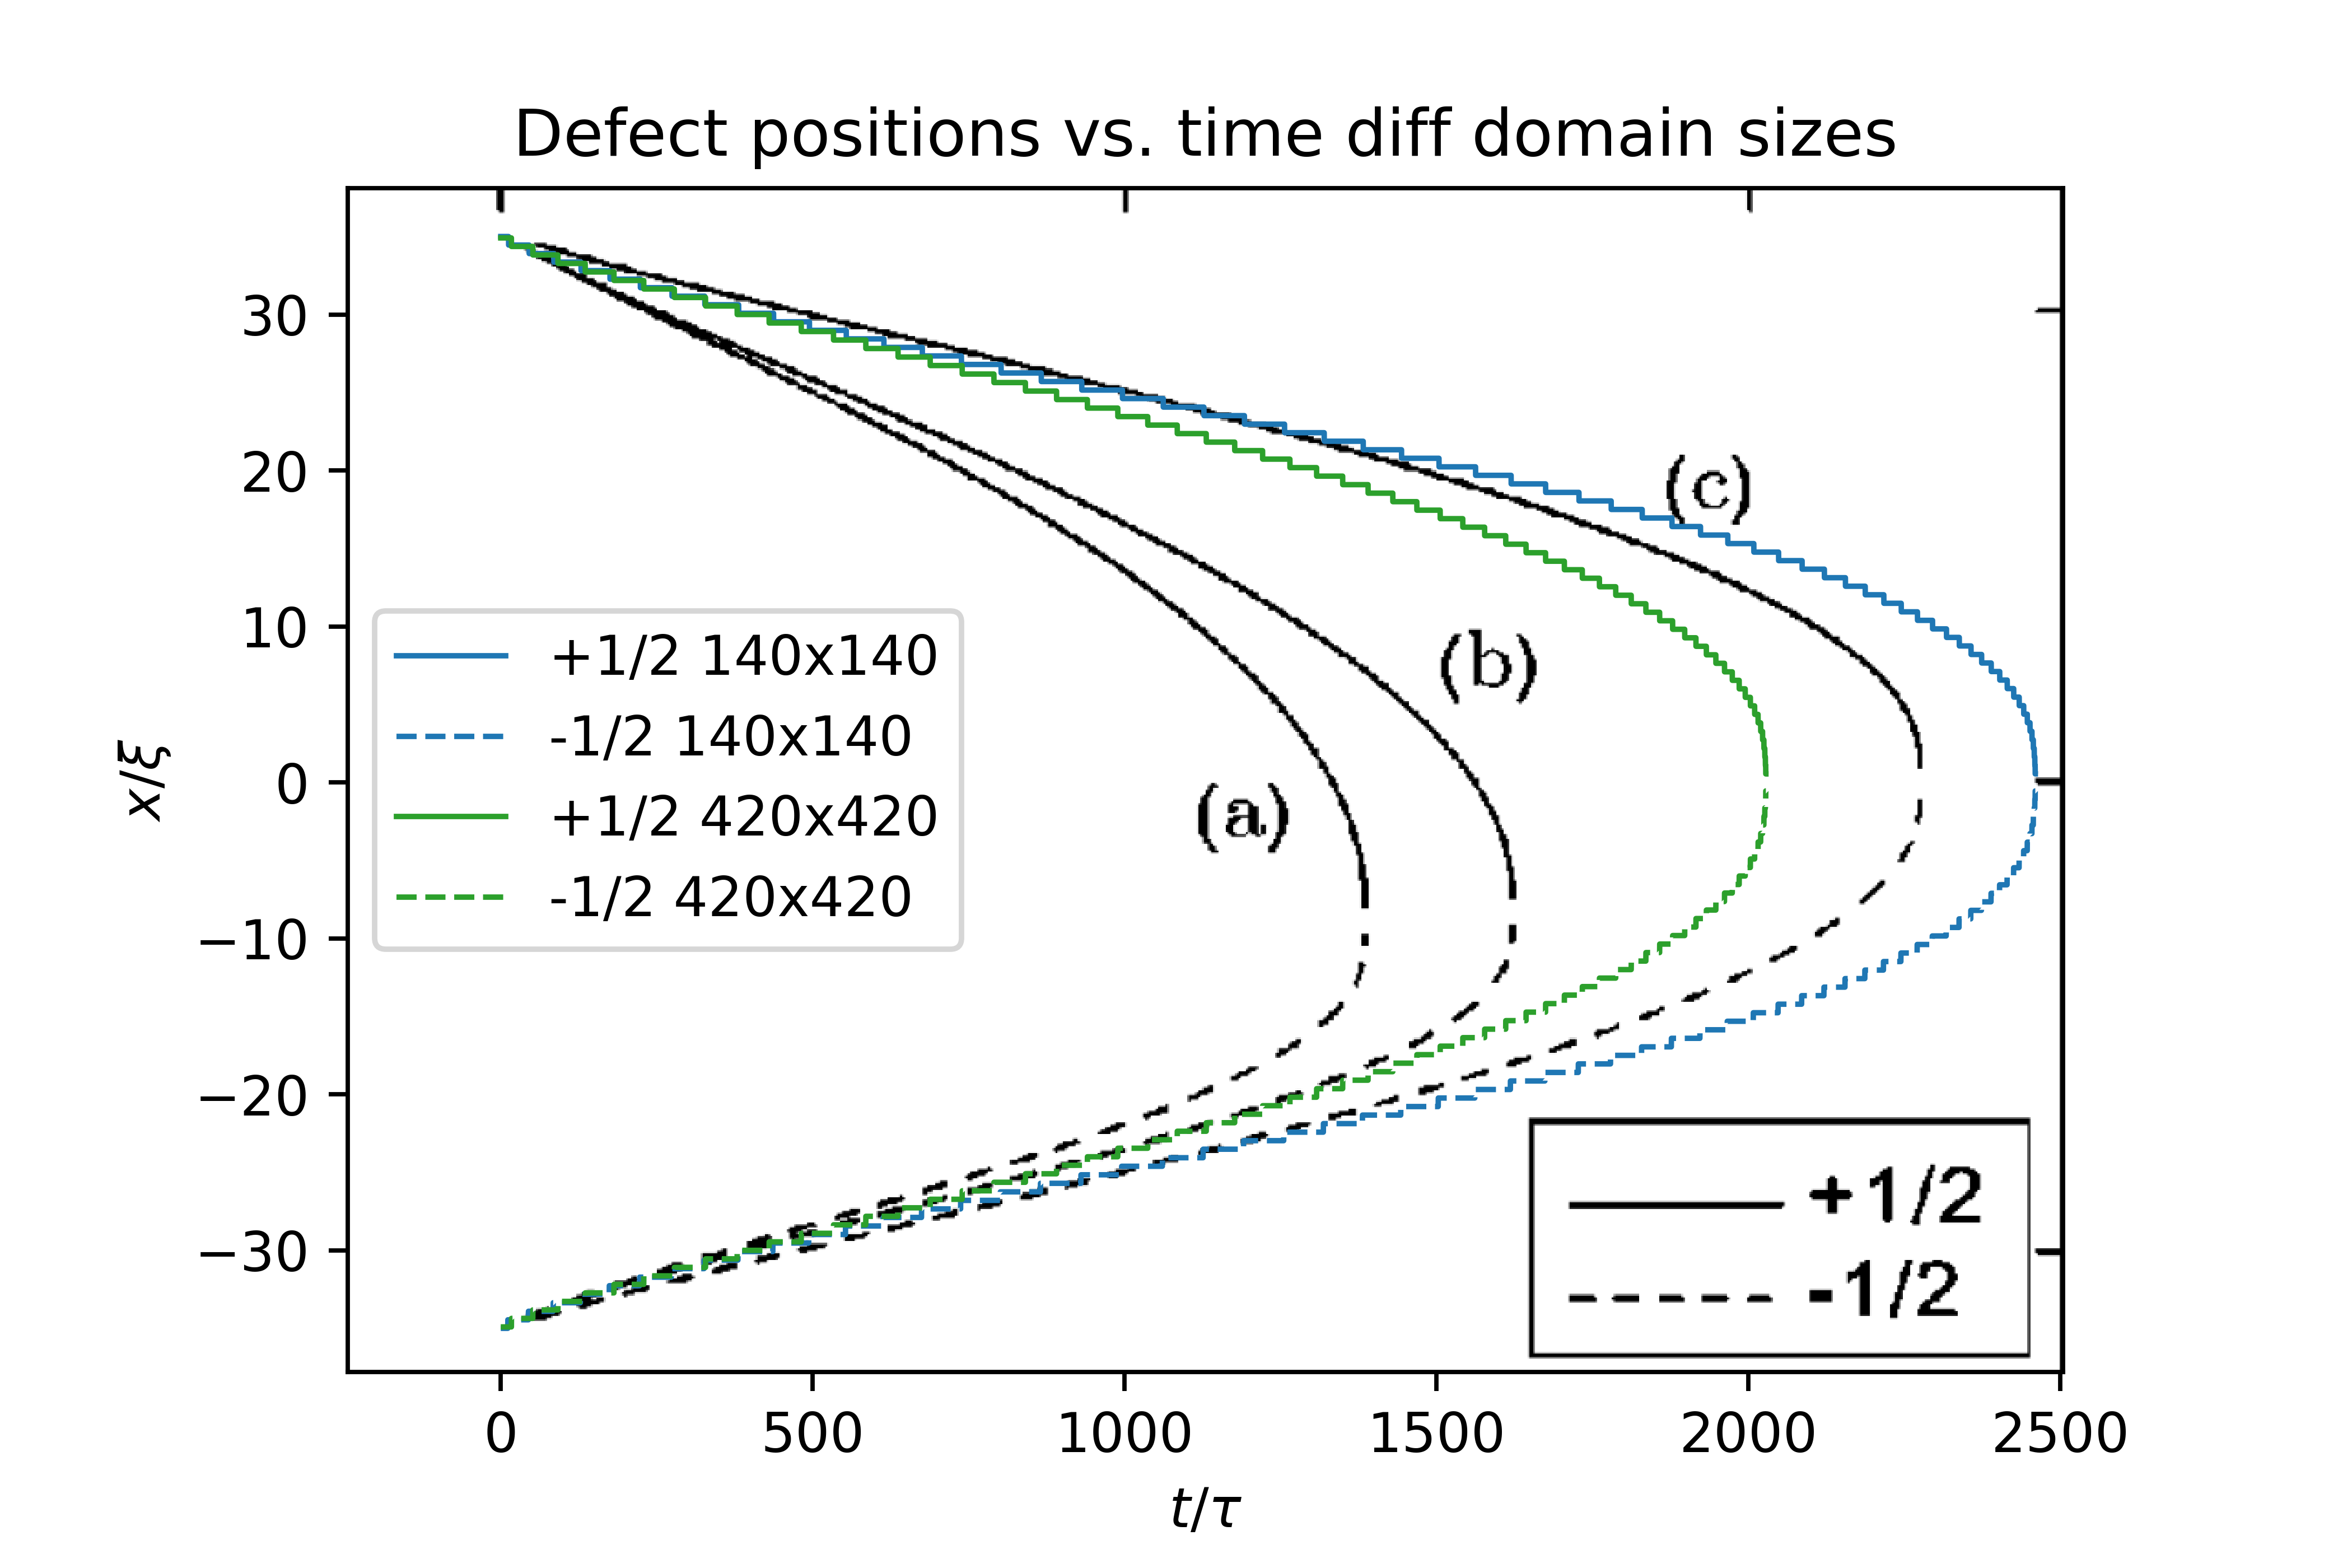 Defect positions vs. time diff domain sizes
30
20
10
0
−10
−20
−30
x/ξ
(c)
(b)
(a)
+1/2 140x140
-1/2 140x140
+1/2 420x420
-1/2 420x420
+1/2
-1/2
0 500 1000 1500 2000 2500
t/τ